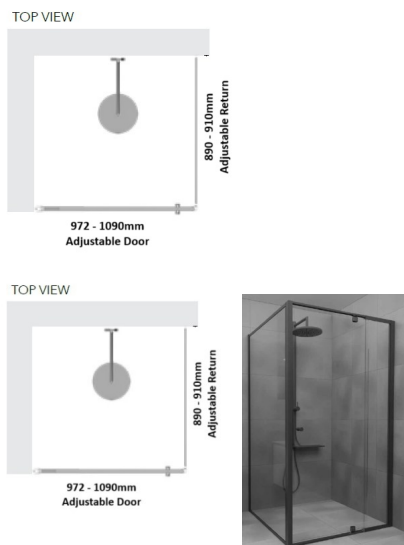 TOP VIEW
890 - 910mm
Adjustable Return
972 - 1090mm
Adjustable Door
TOP VIEW
890 - 910mm
Adjustable Return
972 - 1090mm
Adjustable Door